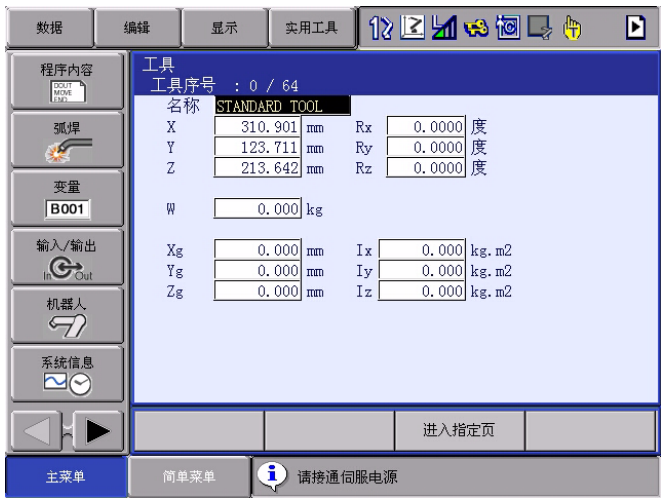 数据 编辑 显示 实用工具
程序内容
DOUT
MOVE
END
弧焊
变量
B001
输入/输出
In Out
机器人
系统信息
工具
工具序号 : 0 / 64
名称 STANDARD TOOL
X 310.901 mm Rx 0.0000 度
Y 123.711 mm Ry 0.0000 度
Z 213.642 mm Rz 0.0000 度
W 0.000 kg
Xg 0.000 mm Ix 0.000 kg.m2
Yg 0.000 mm Iy 0.000 kg.m2
Zg 0.000 mm Iz 0.000 kg.m2
进入指定页
主菜单 简单菜单 请接通伺服电源